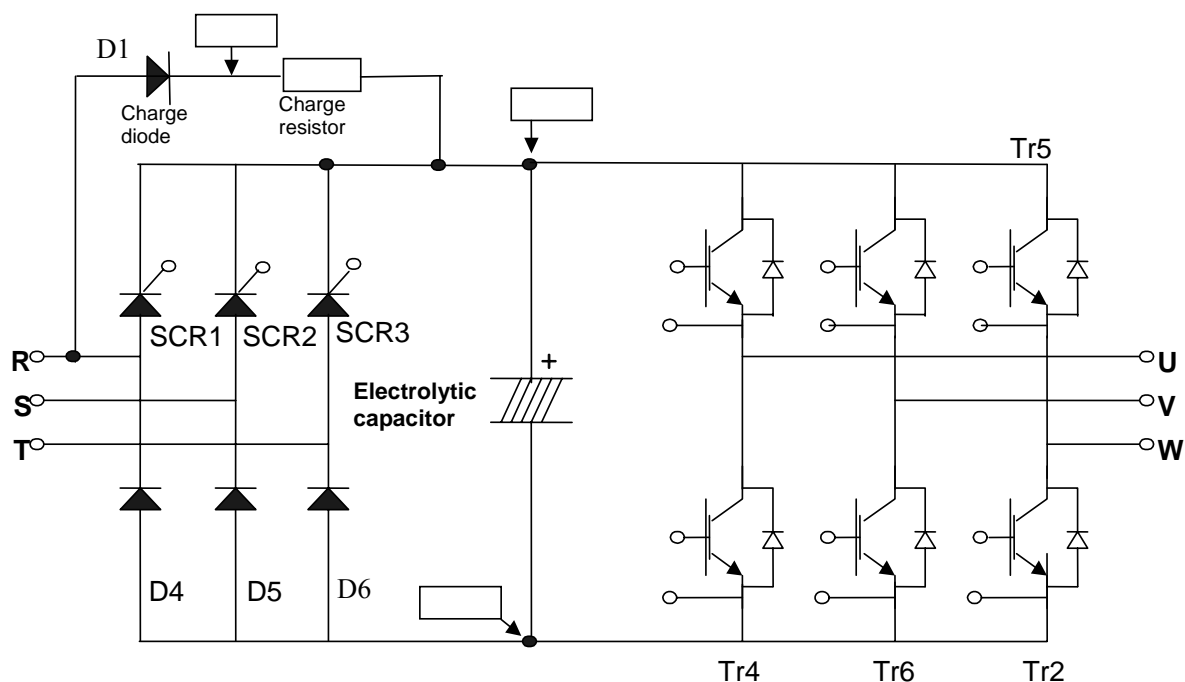 D1
Charge
diode
Charge
resistor
Tr5
SCR1
SCR2
SCR3
R
S
T
+
Electrolytic
capacitor
U
V
W
D4
D5
D6
Tr4
Tr6
Tr2